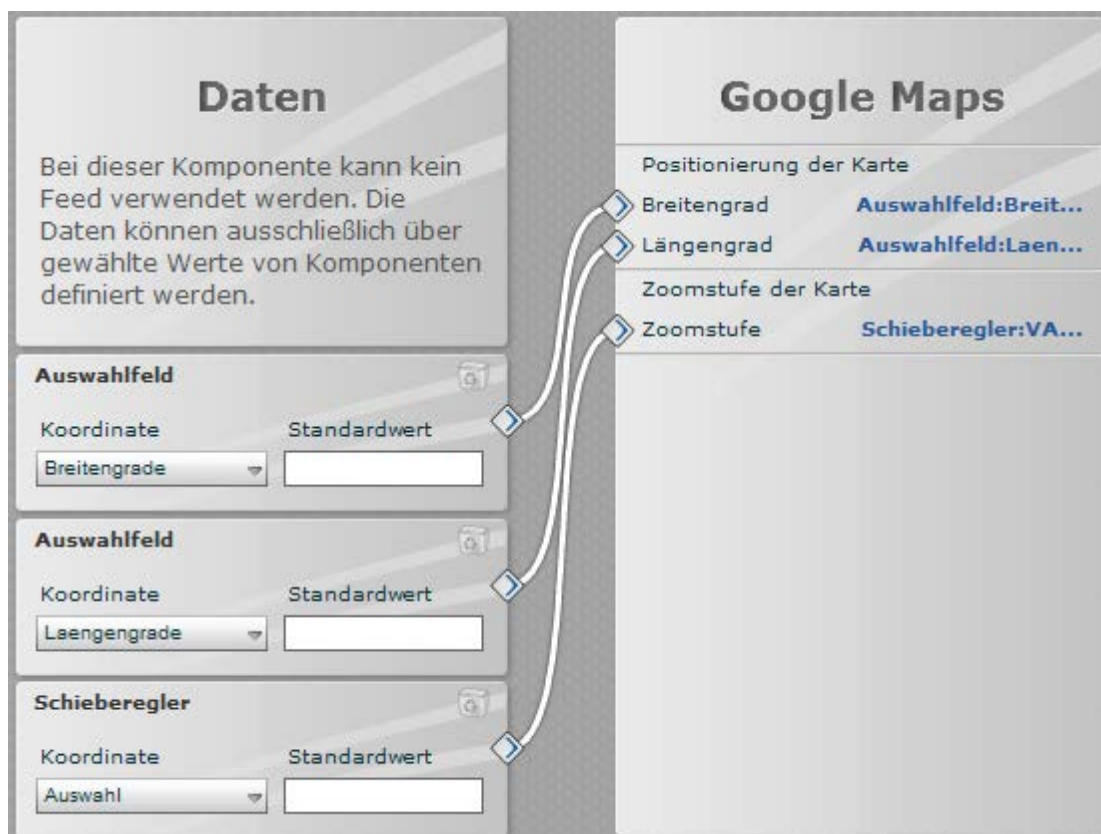 Daten
Bei dieser Komponente kann kein
Feed verwendet werden. Die
Daten können ausschließlich über
gewählte Werte von Komponenten
definiert werden.
Auswahlfeld
Koordinate Standardwert
Breitengrade
Auswahlfeld
Koordinate Standardwert
Laengengrade
Schieberegler
Koordinate Standardwert
Auswahl
Google Maps
Positionierung der Karte
Breitengrad Auswahlfeld:Breit...
Längengrad Auswahlfeld:Laen...
Zoomstufe der Karte
Zoomstufe Schieberegler:VA...